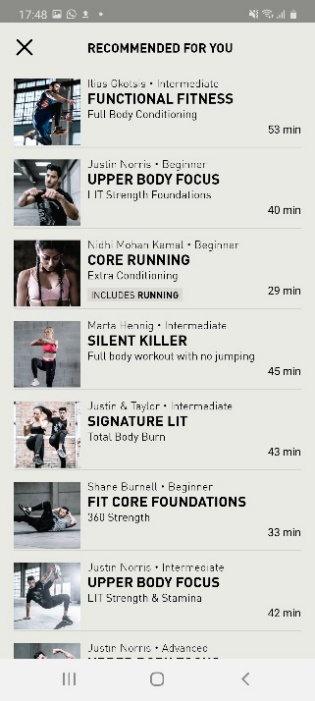 17:48
RECOMMENDED FOR YOU
Ilias Gkotsis • Intermediate
FUNCTIONAL FITNESS
Full Body Conditioning
53 min
Justin Norris • Beginner
UPPER BODY FOCUS
LIT Strength Foundations
40 min
Nidhi Mohan Kamal • Beginner
CORE RUNNING
Extra Conditioning
INCLUDES RUNNING
29 min
Marta Hennig • Intermediate
SILENT KILLER
Full body workout with no jumping
45 min
Justin & Taylor • Intermediate
SIGNATURE LIT
Total Body Burn
43 min
Shane Burnell • Beginner
FIT CORE FOUNDATIONS
360 Strength
33 min
Justin Norris • Intermediate
UPPER BODY FOCUS
LIT Strength & Stamina
42 min
Justin Norris • Advanced